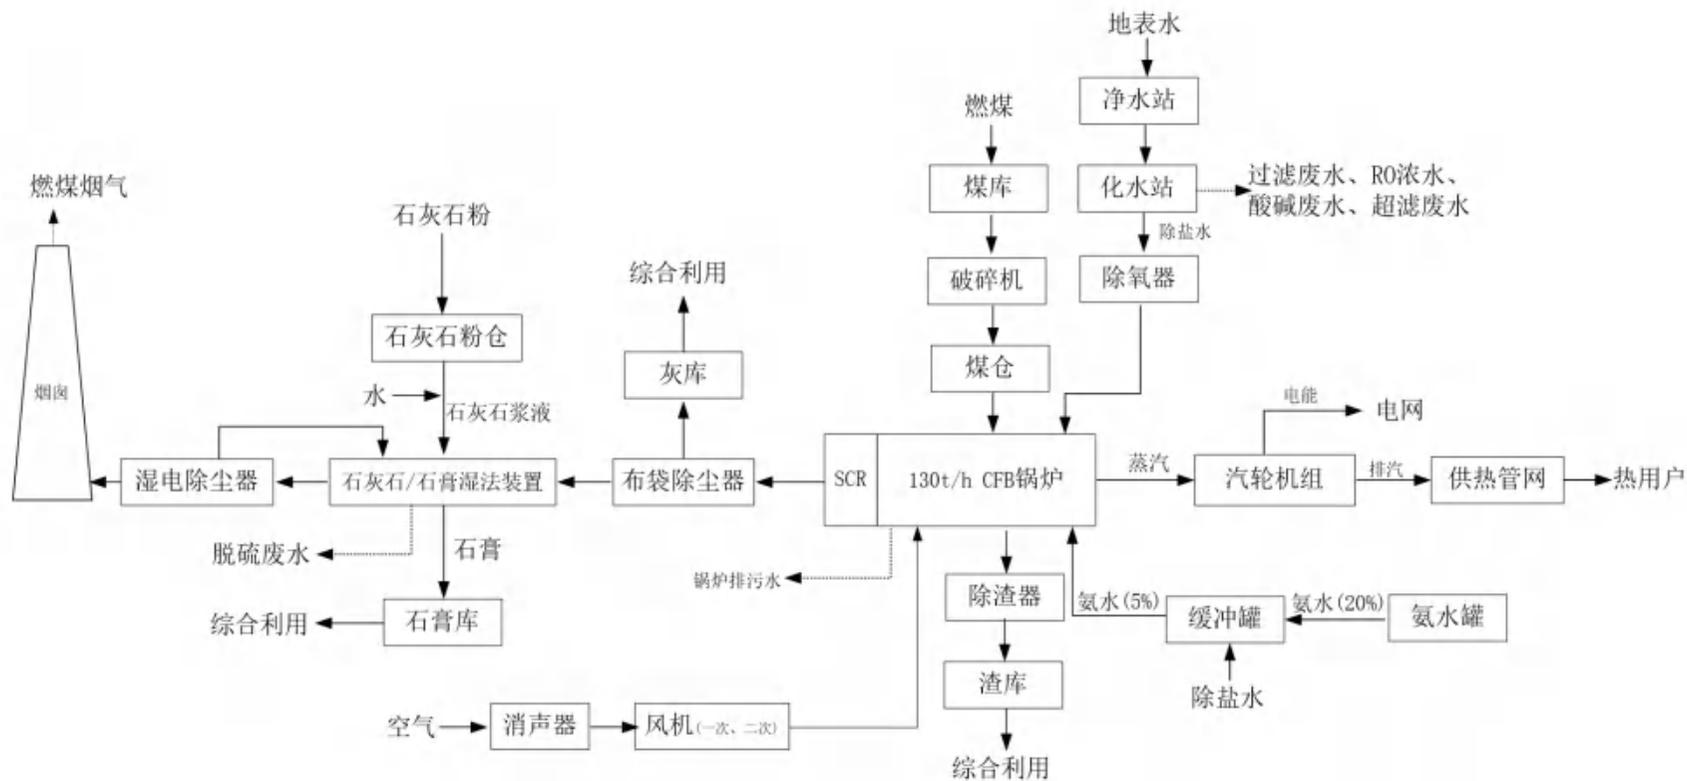 地表水
净水站
燃煤
煤库
化水站
过滤废水、RO浓水、
酸碱废水、超滤废水
燃煤烟气
石灰石粉
除盐水
综合利用
破碎机
除氧器
石灰石粉仓
灰库
煤仓
烟囱
水
石灰石浆液
电能
电网
湿电除尘器
石灰石/石膏湿法装置
布袋除尘器
SCR
130t/h CFB锅炉
蒸汽
汽轮机组
排汽
供热管网
热用户
脱硫废水
石膏
锅炉排污水
除渣器
氨水(5%)
缓冲罐
氨水(20%)
氨水罐
综合利用
石膏库
渣库
除盐水
空气
消声器
风机(一次、二次)
综合利用